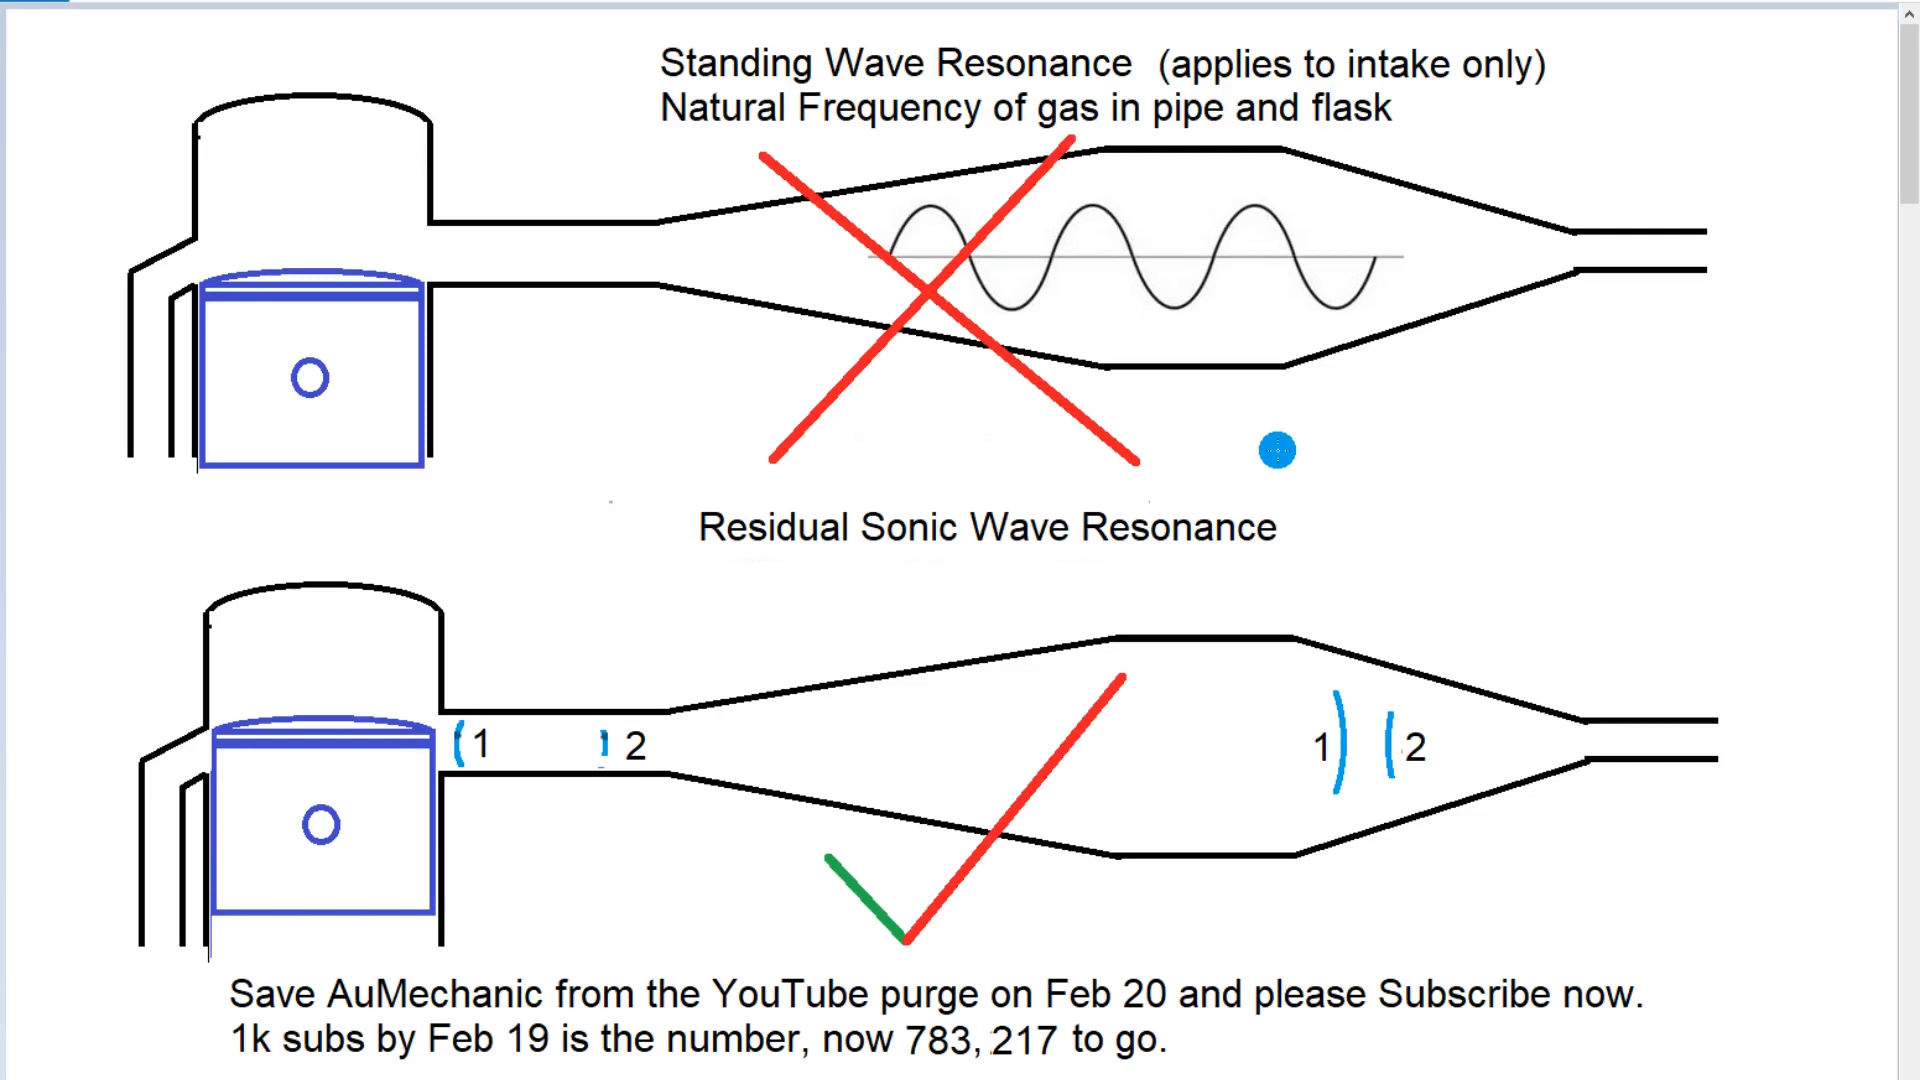 Standing Wave Resonance (applies to intake only)
Natural Frequency of gas in pipe and flask
Residual Sonic Wave Resonance
1 2 1 2
Save AuMechanic from the YouTube purge on Feb 20 and please Subscribe now.
1k subs by Feb 19 is the number, now 783, 217 to go.